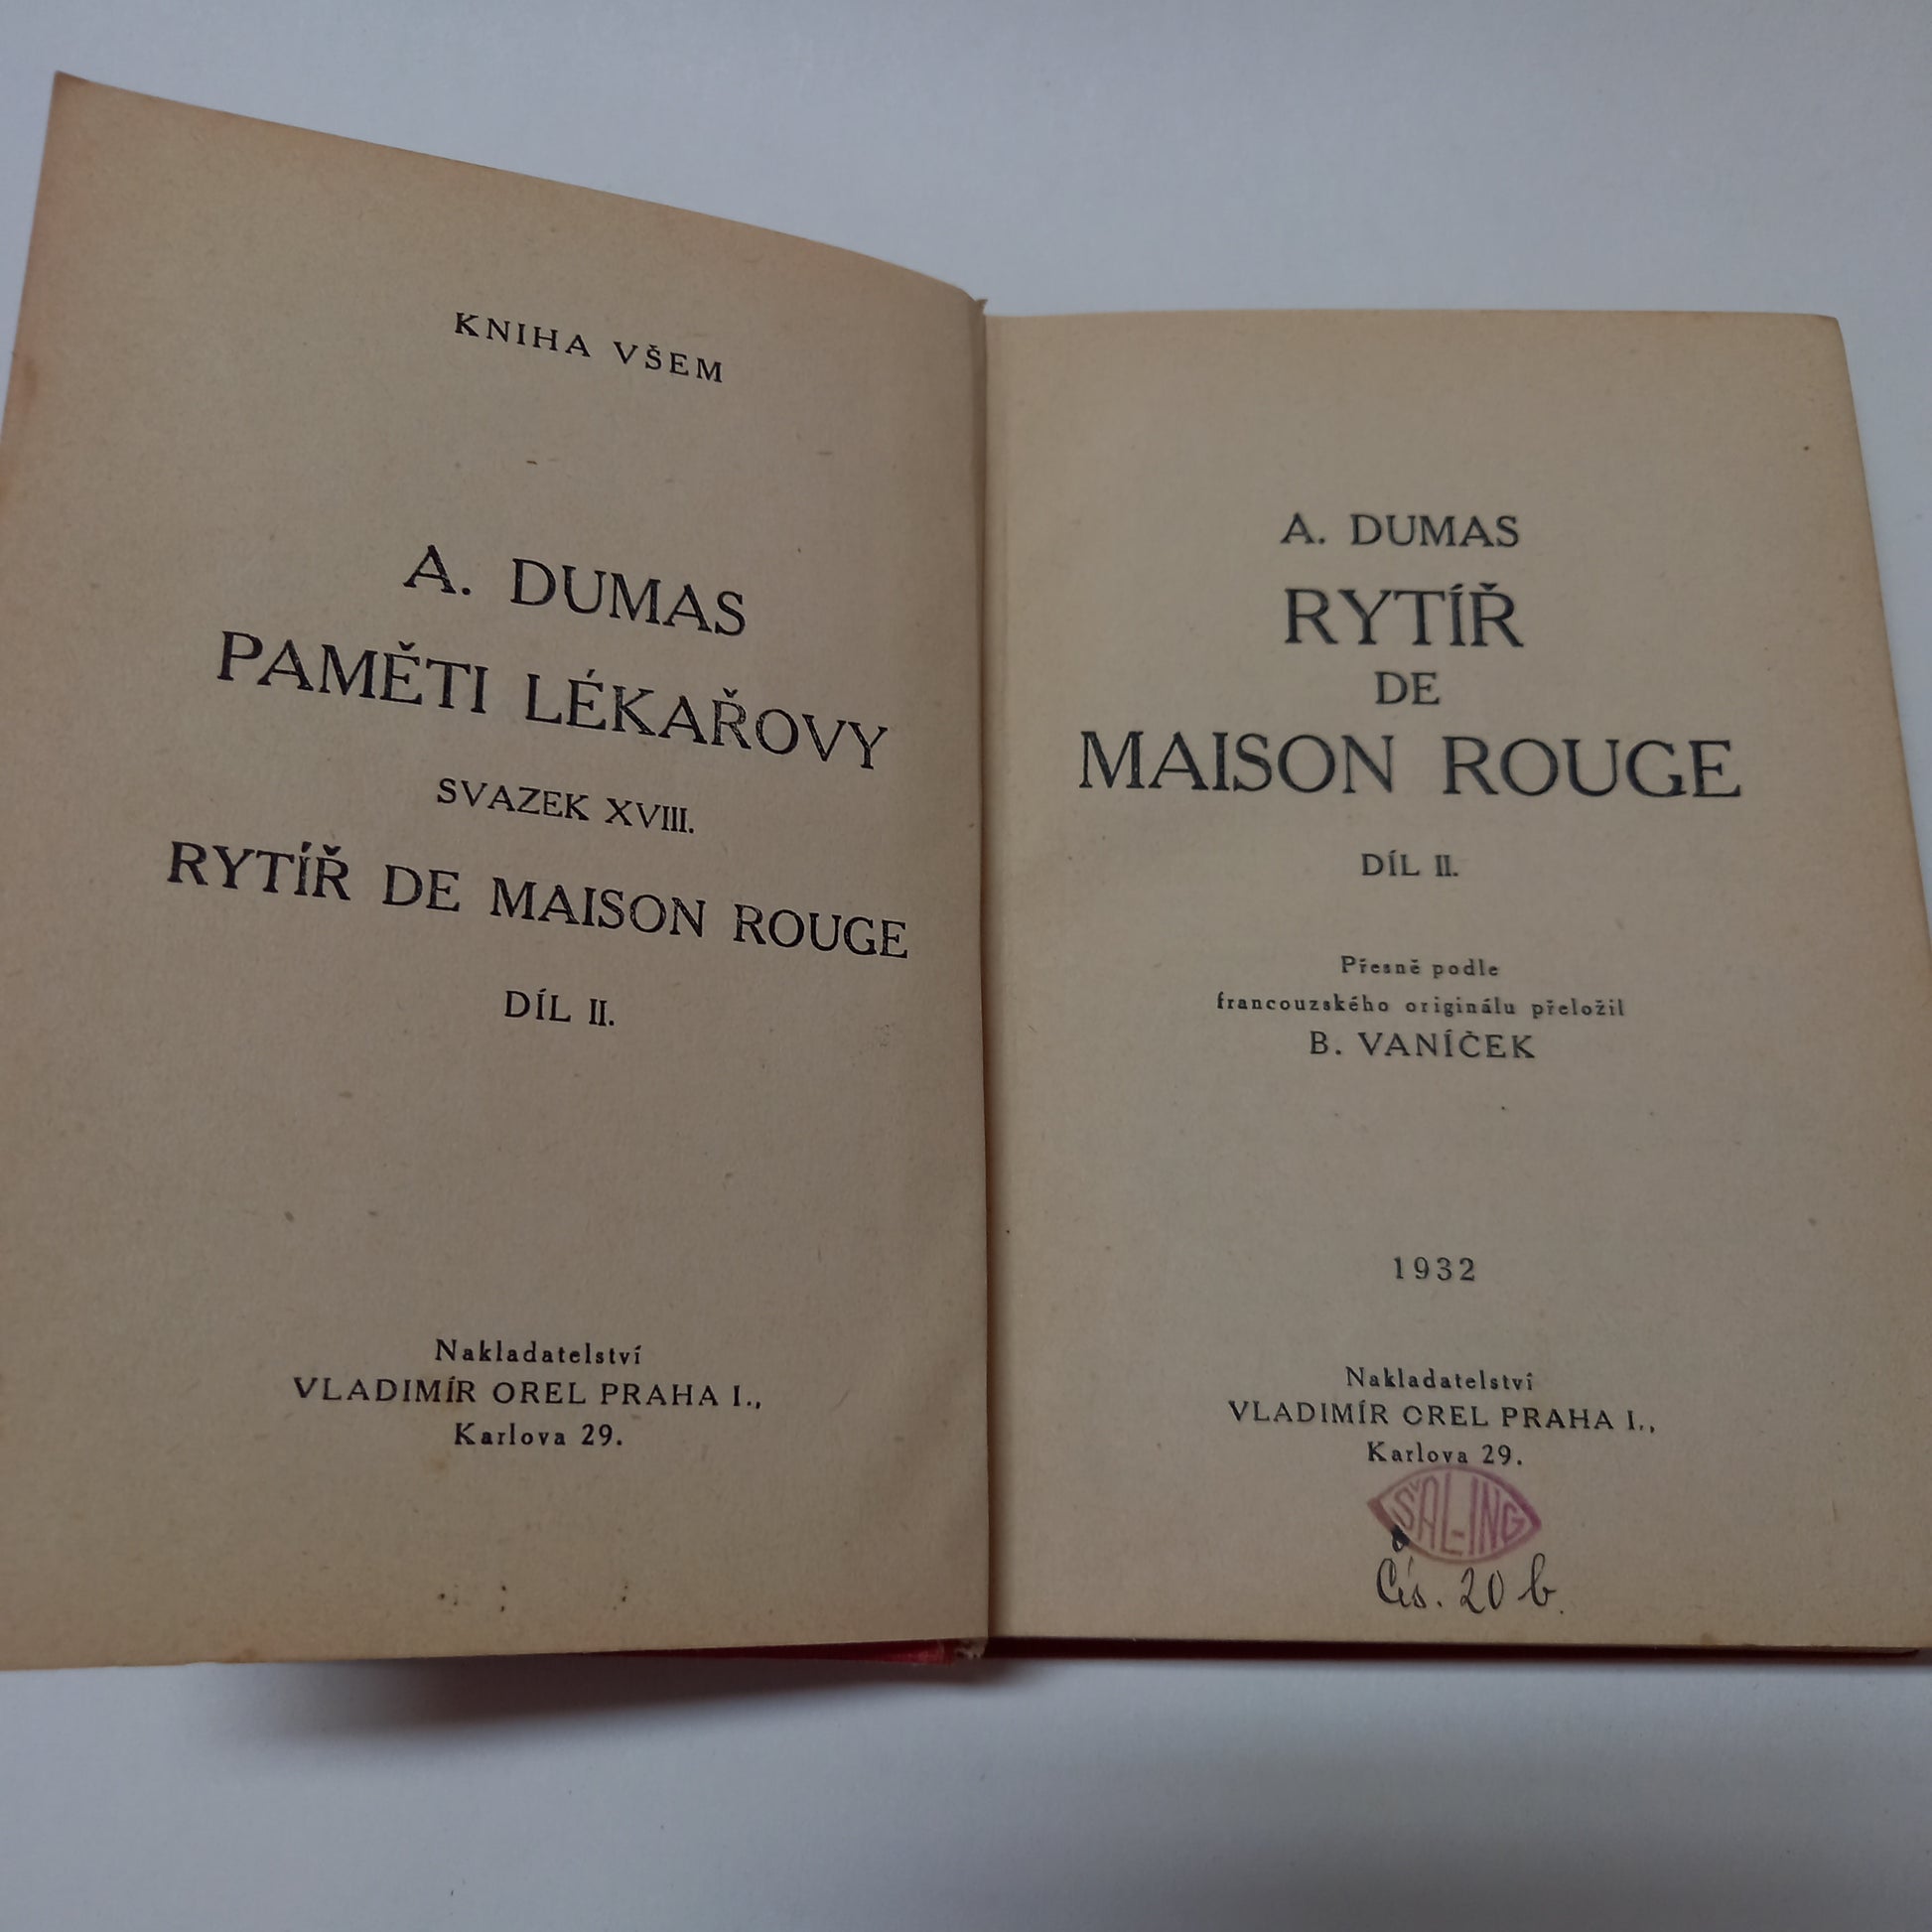 KNIHA VŠEM
A. DUMAS
PAMĚTI LÉKAŘOVY
SVAZEK XVIII.
RYTÍŘ DE MAISON ROUGE
DÍL II.
Nakladatelství
VLADIMÍR OREL PRAHA I.,
Karlova 29.
A. DUMAS
RYTÍŘ
DE
MAISON ROUGE
DÍL II.
Přesně podle
francouzského originálu přeložil
B. VANÍČEK
1932
Nakladatelství
VLADIMÍR OREL PRAHA I.,
Karlova 29.
ŠAL-ING
Čís. 20 b.